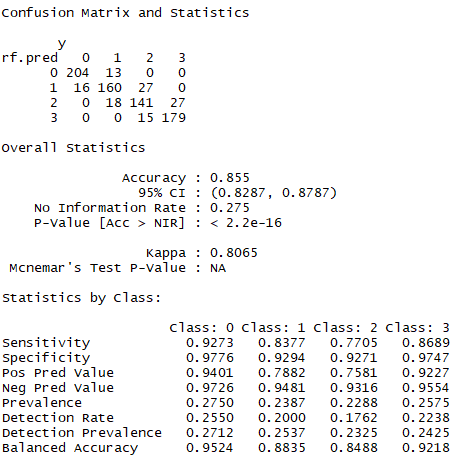 Confusion Matrix and Statistics
y
rf.pred 0 1 2 3
0 204 13 0 0
1 16 160 27 0
2 0 18 141 27
3 0 0 15 179
Overall Statistics
Accuracy : 0.855
95% CI : (0.8287, 0.8787)
No Information Rate : 0.275
P-Value [Acc > NIR] : < 2.2e-16
Kappa : 0.8065
Mcnemar's Test P-Value : NA
Statistics by Class:
Class: 0 Class: 1 Class: 2 Class: 3
Sensitivity 0.9273 0.8377 0.7705 0.8689
Specificity 0.9776 0.9294 0.9271 0.9747
Pos Pred Value 0.9401 0.7882 0.7581 0.9227
Neg Pred Value 0.9726 0.9481 0.9316 0.9554
Prevalence 0.2750 0.2387 0.2288 0.2575
Detection Rate 0.2550 0.2000 0.1762 0.2238
Detection Prevalence 0.2712 0.2537 0.2325 0.2425
Balanced Accuracy 0.9524 0.8835 0.8488 0.9218